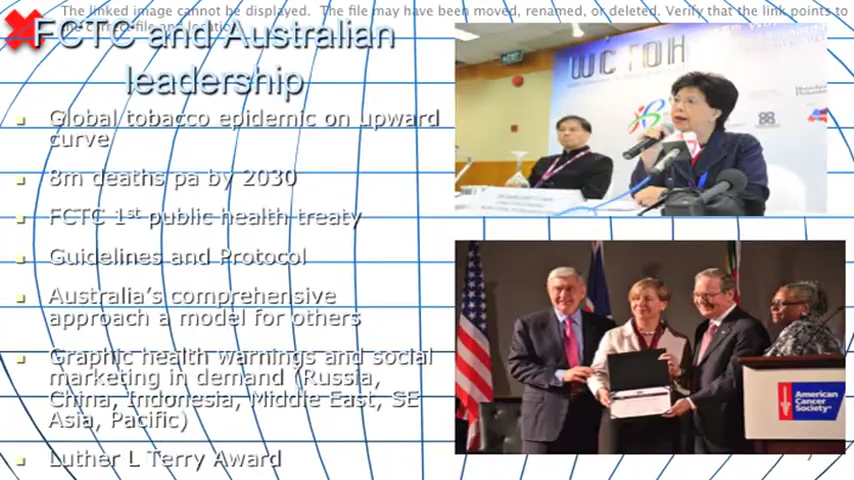 The linked image cannot be displayed. The file may have been moved, renamed, or deleted. Verify that the link points to
FCTC and Australian
leadership
Global tobacco epidemic on upward
curve
8m deaths pa by 2030
FCTC 1st public health treaty
Guidelines and Protocol
Australia's comprehensive
approach a model for others
Graphic health warnings and social
marketing in demand (Russia,
China, Indonesia, Middle East, SE
Asia, Pacific)
Luther L Terry Award
WCTOH
American
Cancer
Society